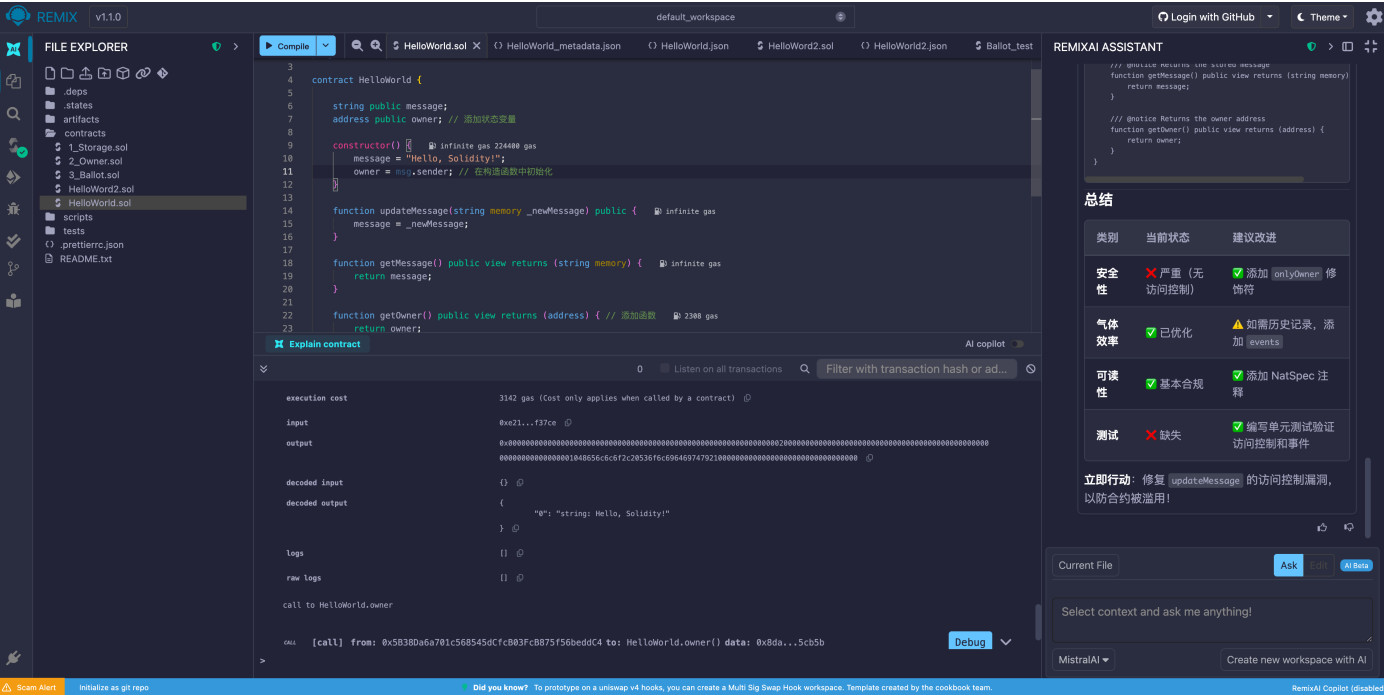 REMIX v1.1.0
default_workspace
Login with GitHub
Theme
FILE EXPLORER
.deps
.states
artifacts
contracts
1_Storage.sol
2_Owner.sol
3_Ballot.sol
HelloWord2.sol
HelloWorld.sol
scripts
tests
.prettierrc.json
README.txt
Compile
HelloWorld.sol
HelloWorld_metadata.json
HelloWorld.json
HelloWord2.sol
HelloWord2.json
Ballot_test
3
4 contract HelloWorld {
5
6 string public message;
7 address public owner; // 添加状态变量
8
9 constructor() { infinite gas 224400 gas
10 message = "Hello, Solidity!";
11 owner = msg.sender; // 在构造函数中初始化
12 }
13
14 function updateMessage(string memory _newMessage) public { infinite gas
15 message = _newMessage;
16 }
17
18 function getMessage() public view returns (string memory) { infinite gas
19 return message;
20 }
21
22 function getOwner() public view returns (address) { // 添加函数 2308 gas
23 return owner;
Explain contract
AI copilot
0 Listen on all transactions
Filter with transaction hash or ad...
execution cost 3142 gas (Cost only applies when called by a contract)
input 0xe21...f37ce
output
decoded input {}
decoded output {
"0": "string: Hello, Solidity!"
}
logs []
raw logs []
call to HelloWorld.owner
CALL [call] from: 0x5B38Da6a701c568545dCfcB03FcB875f56beddC4 to: HelloWorld.owner() data: 0x8da...5cb5b
Debug
>
REMIXAI ASSISTANT
/// @notice Returns the stored message
function getMessage() public view returns (string memory)
return message;
}
/// @notice Returns the owner address
function getOwner() public view returns (address) {
return owner;
}
}
总结
类别 当前状态 建议改进
安全性 ❌ 严重（无访问控制） ✅ 添加 onlyOwner 修饰符
气体效率 ✅ 已优化 ⚠️ 如需历史记录，添加 events
可读性 ✅ 基本合规 ✅ 添加 NatSpec 注释
测试 ❌ 缺失 ✅ 编写单元测试验证访问控制和事件
立即行动：修复 updateMessage 的访问控制漏洞，
以防合约被滥用！
Current File
Ask Edit AI Beta
Select context and ask me anything!
MistralAI
Create new workspace with AI
Scam Alert
Initialize as git repo
Did you know? To prototype on a uniswap v4 hooks, you can create a Multi Sig Swap Hook workspace. Template created by the cookbook team.
RemixAI Copilot (disabled